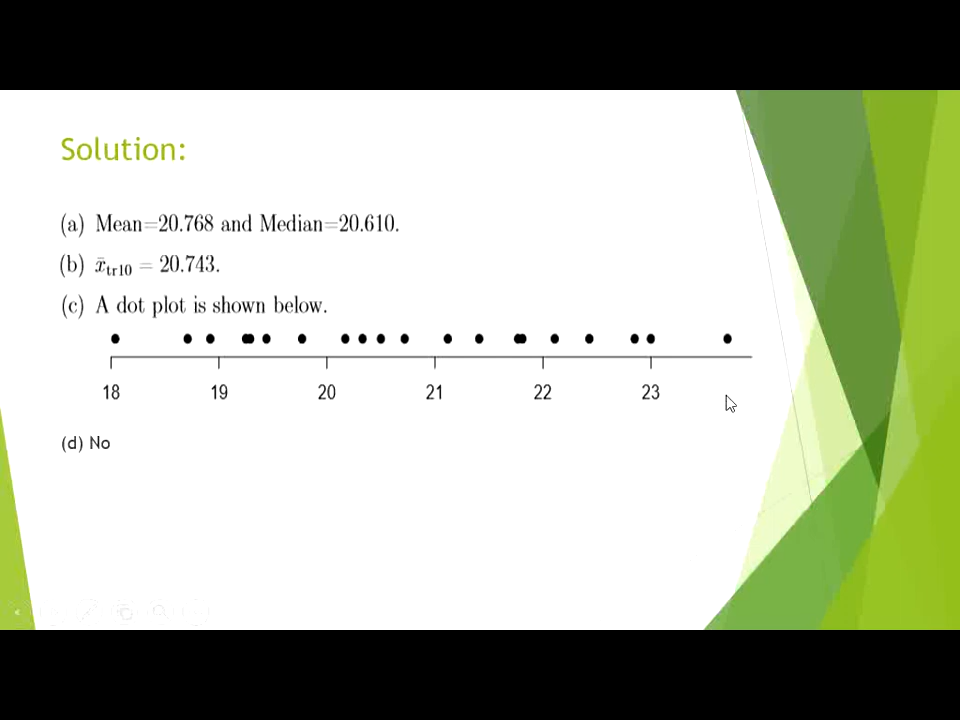 Solution:
(a) Mean=20.768 and Median=20.610.
(b) x̄tr10 = 20.743.
(c) A dot plot is shown below.
18 19 20 21 22 23
(d) No